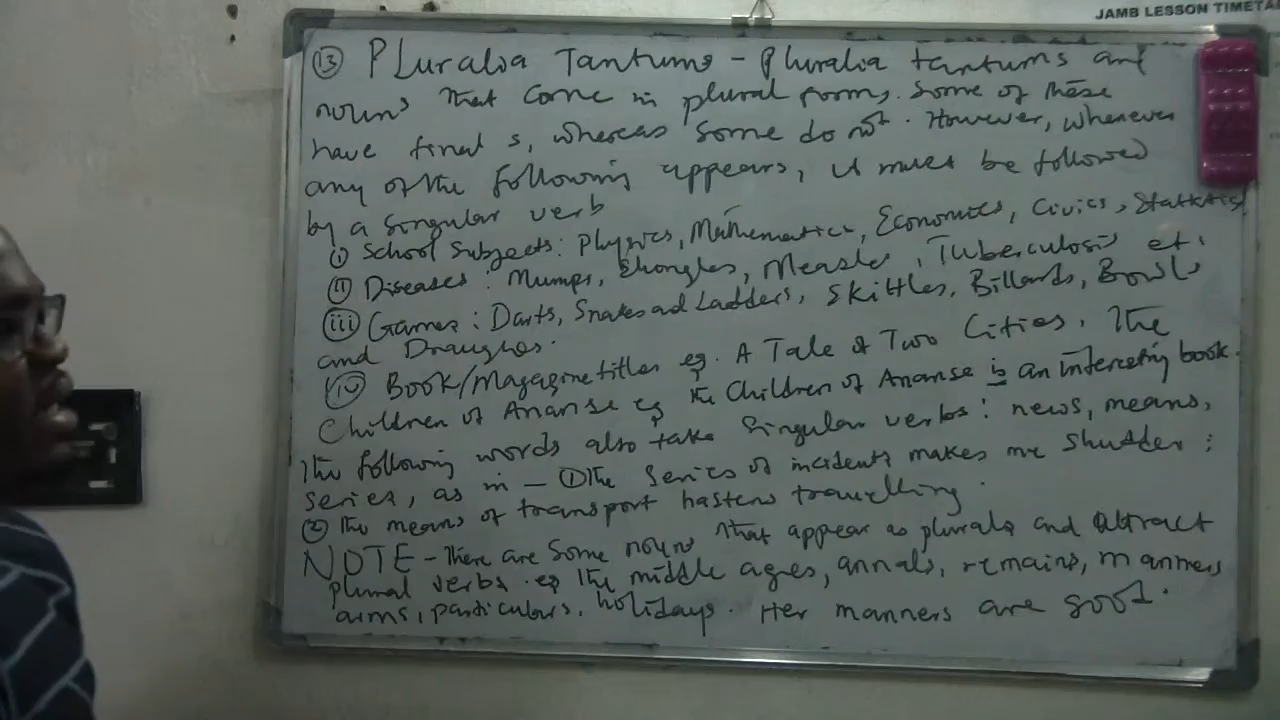 JAMB LESSON TIMETA
13 Pluralia Tantums - Pluralia tantums are
nouns that come in plural forms. Some of these
have final s, whereas some do not. However, whenever
any of the following appears, it must be followed
by a singular verb
(i) School Subjects: Physics, Mathematics, Economics, Civics, Statistics
(ii) Diseases: Mumps, Shingles, Measles, Tuberculosis etc.
(iii) Games: Darts, Snakes and Ladders, Skittles, Billards, Bowls
and Draughts.
(iv) Book/Magazine titles eg. A Tale of Two Cities. The
Children of Ananse eg The Children of Ananse is an interesting book.
The following words also take singular verbs: news, means,
series, as in - (1) The series of incidents makes me shudder;
(2) The means of transport hastens travelling.
NOTE - There are some nouns that appear as plurals and attract
plural verbs. eg The middle ages, annals, remains, manners
arms, particulars, holidays. Her manners are good.